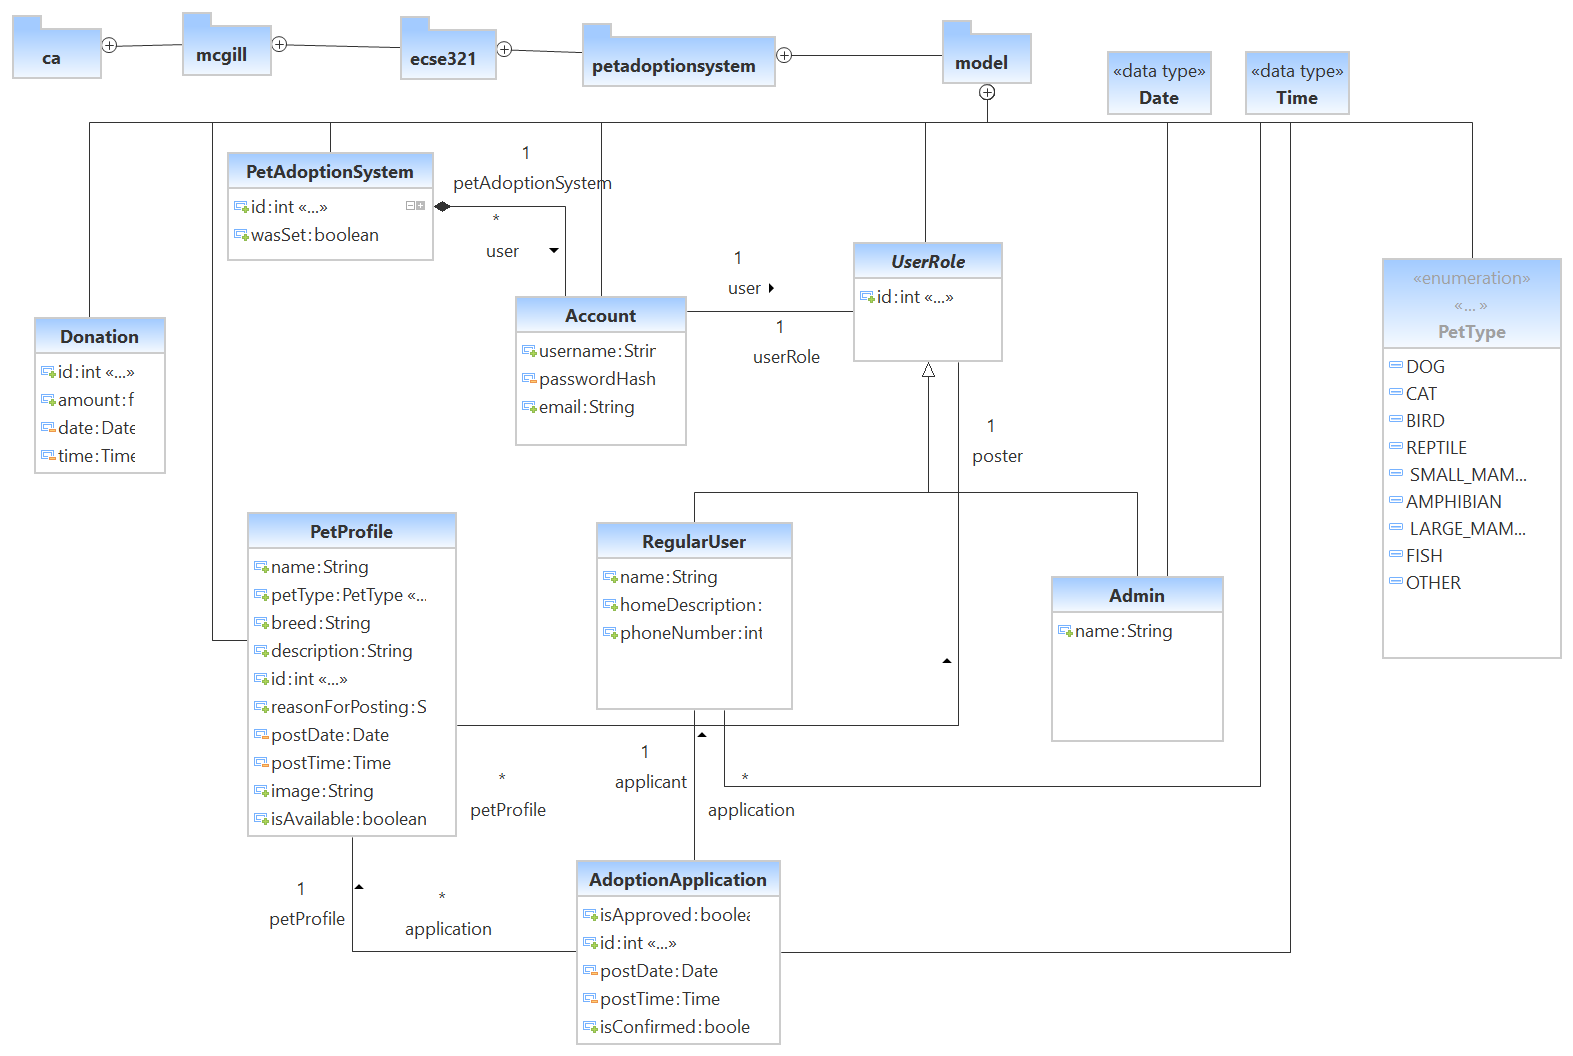 ca
mcgill
ecse321
petadoptionsystem
model
«data type»
Date
«data type»
Time
PetAdoptionSystem
id:int «...»
wasSet:boolean
1
petAdoptionSystem
*
user
1
user
1
userRole
UserRole
id:int «...»
«enumeration»
«... »
PetType
DOG
CAT
BIRD
REPTILE
SMALL_MAM...
AMPHIBIAN
LARGE_MAM...
FISH
OTHER
Donation
id:int «...»
amount:f
date:Date
time:Time
Account
username:Strir
passwordHash
email:String
1
poster
PetProfile
name:String
petType:PetType «...
breed:String
description:String
id:int «...»
reasonForPosting:S
postDate:Date
postTime:Time
image:String
isAvailable:boolean
RegularUser
name:String
homeDescription:
phoneNumber:int
Admin
name:String
*
petProfile
1
applicant
*
application
1
petProfile
*
application
AdoptionApplication
isApproved:boolea
id:int «...»
postDate:Date
postTime:Time
isConfirmed:boole